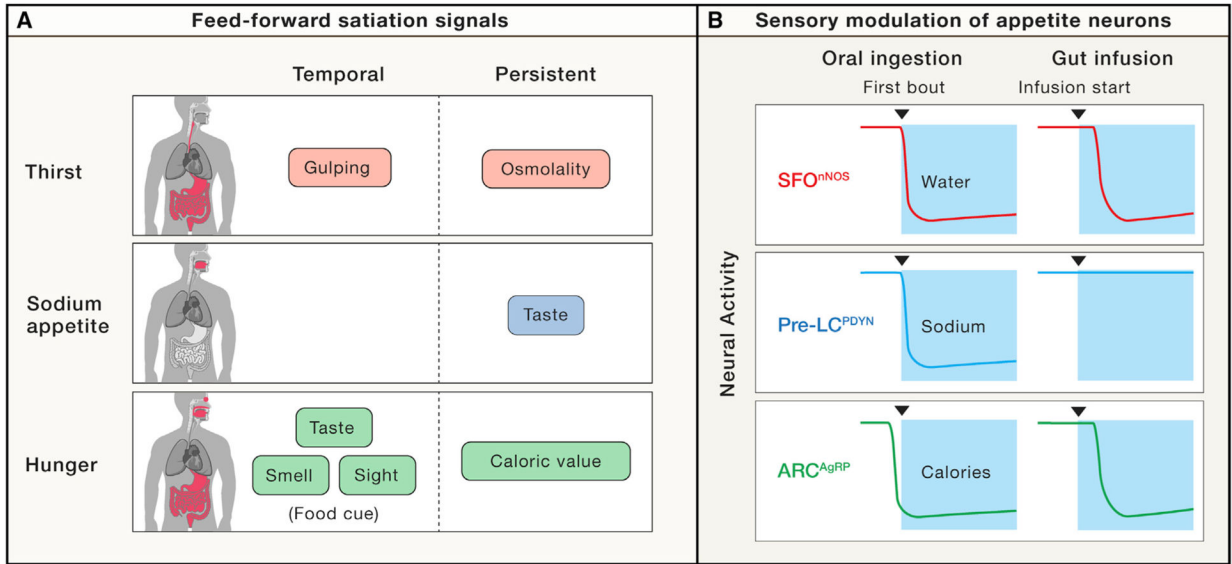 A
Feed-forward satiation signals
Temporal
Persistent
Thirst
Gulping
Osmolality
Sodium
appetite
Taste
Hunger
Taste
Smell
Sight
(Food cue)
Caloric value
B
Sensory modulation of appetite neurons
Oral ingestion
Gut infusion
First bout
Infusion start
Neural Activity
SFOnNOS
Water
Pre-LCPDYN
Sodium
ARCAgRP
Calories